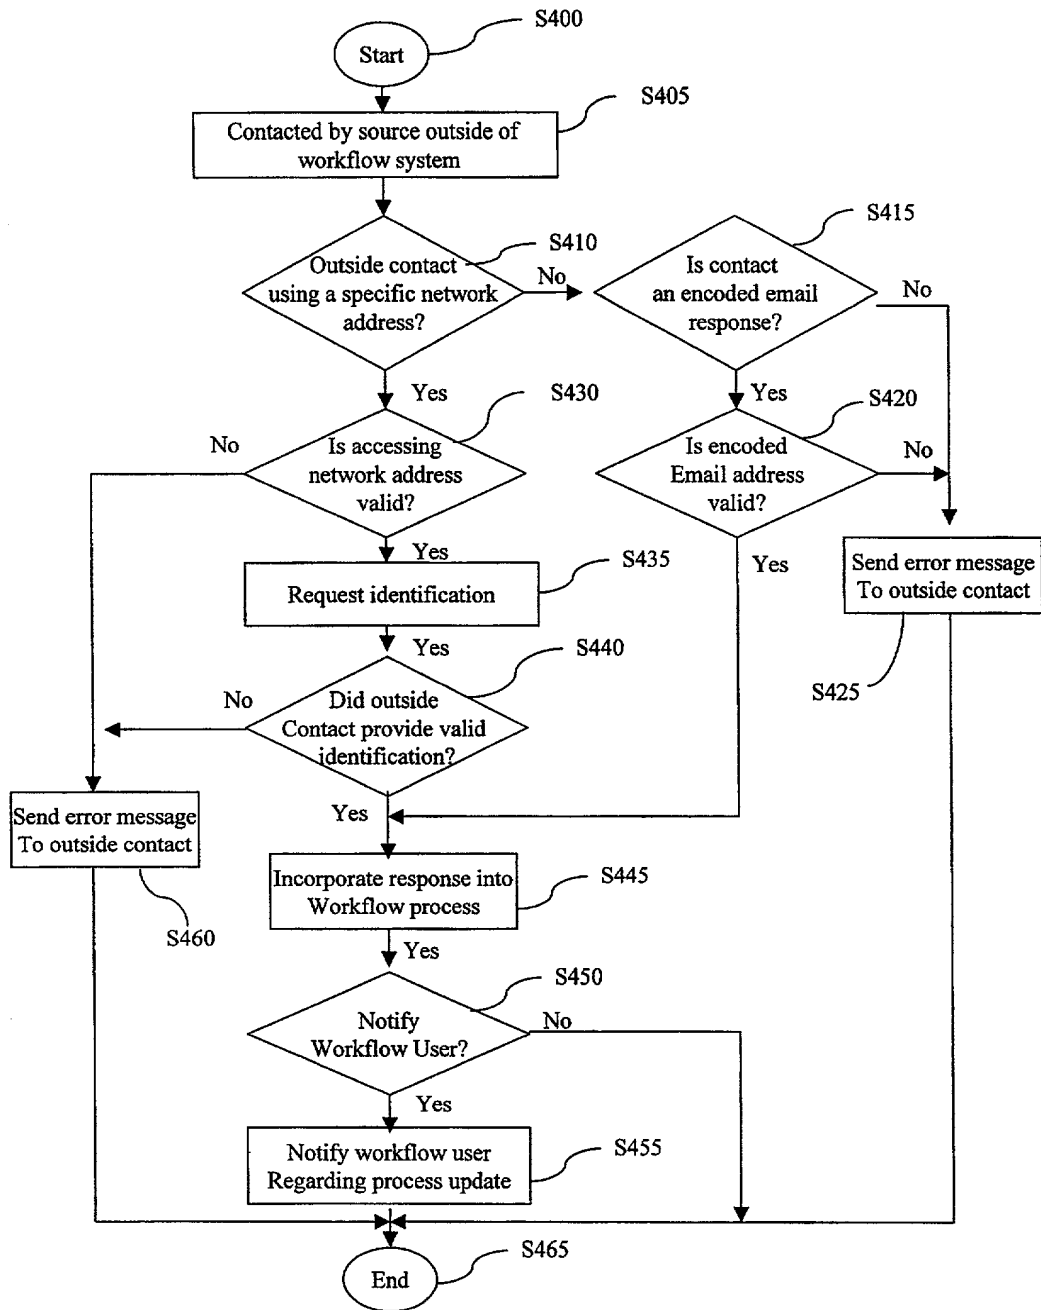 S400
Start
S405
Contacted by source outside of
workflow system
S415
S410
Outside contact
using a specific network
address?
No
Is contact
an encoded email
response?
No
Yes
S430
Yes
S420
No
Is accessing
network address
valid?
Is encoded
Email address
valid?
No
Yes
S435
Yes
Send error message
To outside contact
Request identification
Yes
S440
S425
No
Did outside
Contact provide valid
identification?
Yes
Send error message
To outside contact
Incorporate response into
Workflow process
S445
S460
Yes
S450
Notify
Workflow User?
No
Yes
Notify workflow user
Regarding process update
S455
S465
End